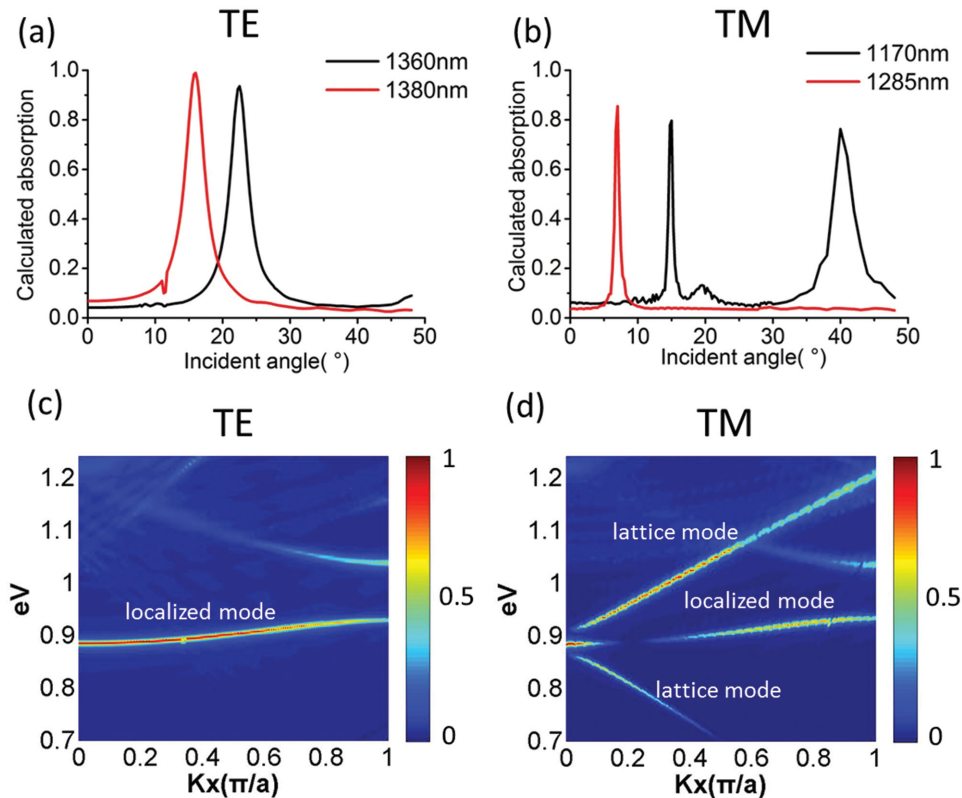 (a)
TE
1360nm
1380nm
Calculated absorption
1.0
0.8
0.6
0.4
0.2
0.0
0 10 20 30 40 50
Incident angle( °)
(b)
TM
1170nm
1285nm
Calculated absorption
1.0
0.8
0.6
0.4
0.2
0.0
0 10 20 30 40 50
Incident angle( °)
(c)
TE
eV
1.2
1.1
1
0.9
0.8
0.7
localized mode
0 0.2 0.4 0.6 0.8 1
Kx(π/a)
1
0.5
0
(d)
TM
eV
1.2
1.1
1
0.9
0.8
0.7
lattice mode
localized mode
lattice mode
0 0.2 0.4 0.6 0.8 1
Kx(π/a)
1
0.5
0